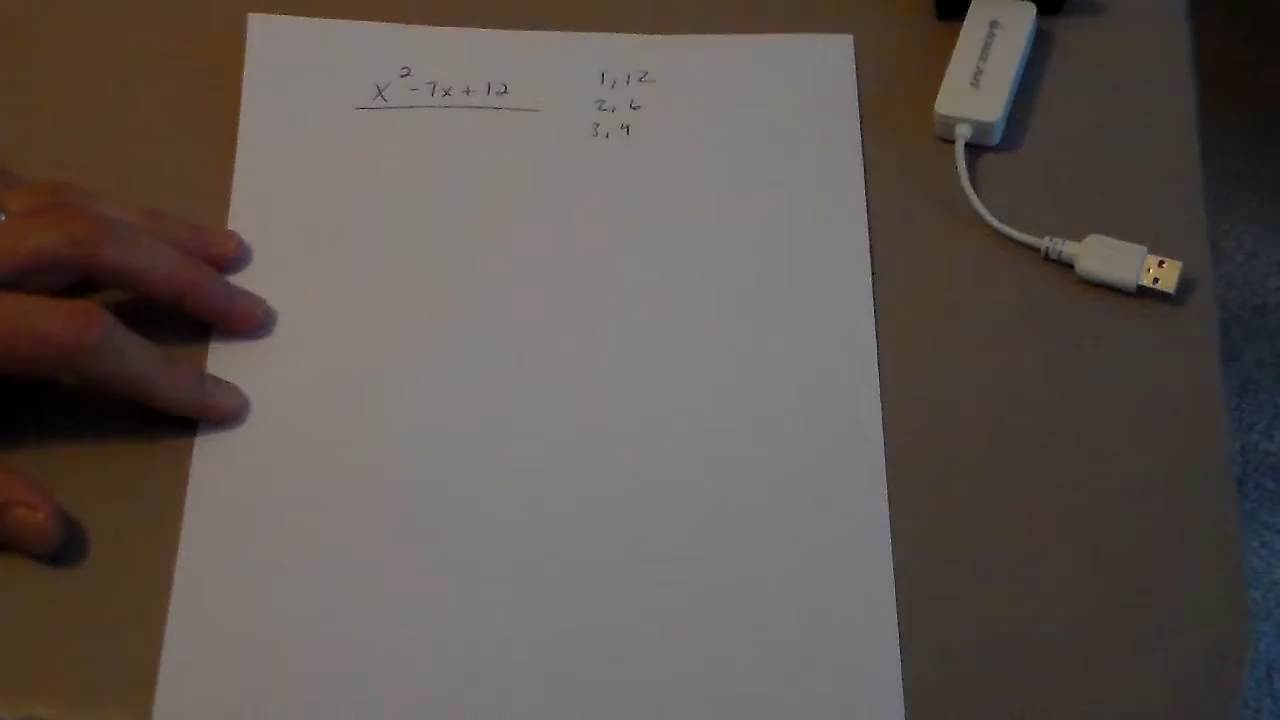 x² - 7x + 12
1, 12
2, 6
3, 4